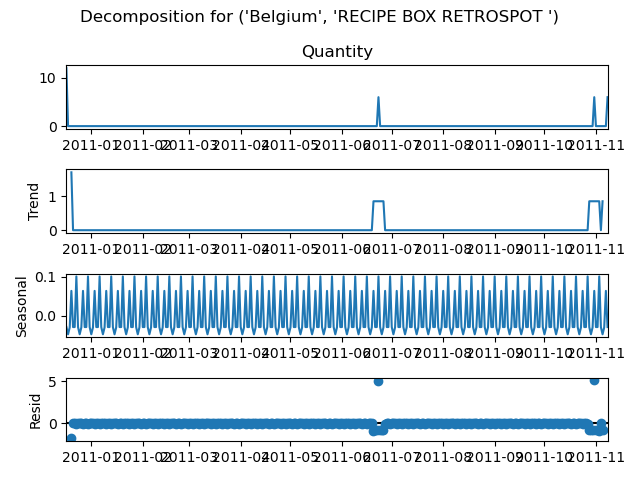 Decomposition for ('Belgium', 'RECIPE BOX RETROSPOT ')
Quantity
10
0
2011-01 2011-02 2011-03 2011-04 2011-05 2011-06 2011-07 2011-08 2011-09 2011-10 2011-11
Trend
1
0
2011-01 2011-02 2011-03 2011-04 2011-05 2011-06 2011-07 2011-08 2011-09 2011-10 2011-11
Seasonal
0.1
0.0
2011-01 2011-02 2011-03 2011-04 2011-05 2011-06 2011-07 2011-08 2011-09 2011-10 2011-11
Resid
5
0
2011-01 2011-02 2011-03 2011-04 2011-05 2011-06 2011-07 2011-08 2011-09 2011-10 2011-11